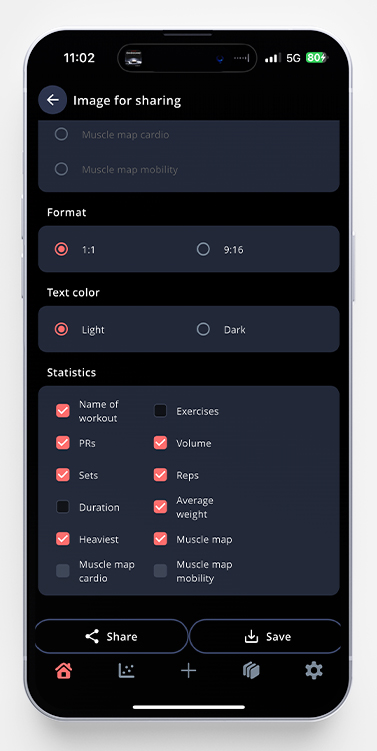 11:02
5G 80
Image for sharing
Muscle map cardio
Muscle map mobility
Format
1:1
9:16
Text color
Light
Dark
Statistics
Name of
workout
Exercises
PRs
Volume
Sets
Reps
Duration
Average
weight
Heaviest
Muscle map
Muscle map
cardio
Muscle map
mobility
Share
Save